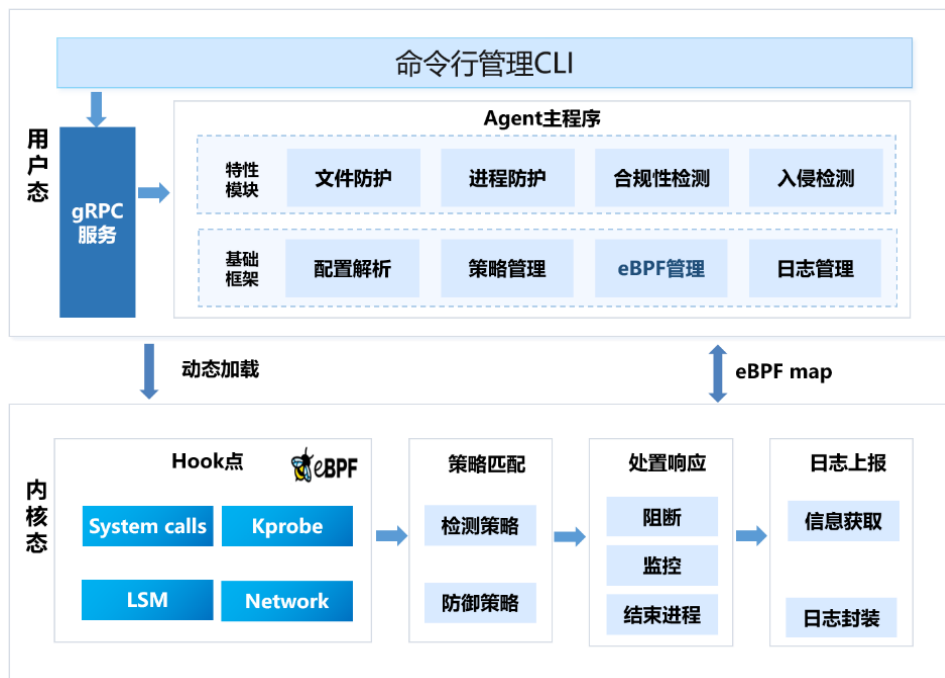 命令行管理CLI
用户态
gRPC
服务
Agent主程序
特性
模块
文件防护
进程防护
合规性检测
入侵检测
基础
框架
配置解析
策略管理
eBPF管理
日志管理
动态加载
eBPF map
内核态
Hook点
eBPF
System calls
Kprobe
LSM
Network
策略匹配
检测策略
防御策略
处置响应
阻断
监控
结束进程
日志上报
信息获取
日志封装